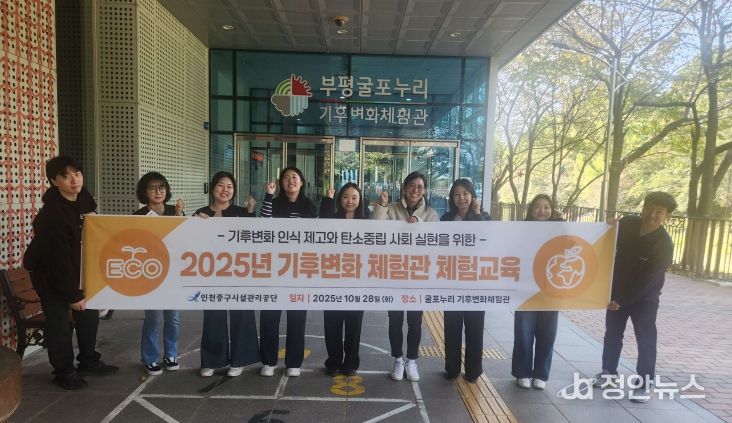 부평굴포누리
기후변화체험관
- 기후변화 인식 제고와 탄소중립 사회 실현을 위한 -
ECO
2025년 기후변화 체험관 체험교육
인천중구시설관리공단 일자 | 2025년 10월 28일 (화) 장소 | 굴포누리 기후변화체험관
정안뉴스